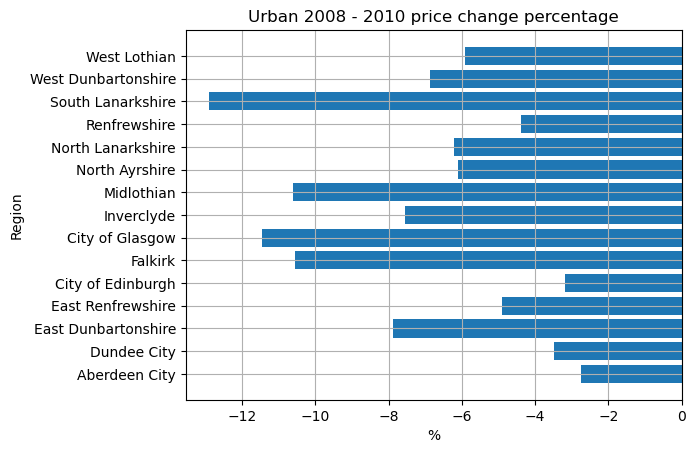 Urban 2008 - 2010 price change percentage
Region
West Lothian
West Dunbartonshire
South Lanarkshire
Renfrewshire
North Lanarkshire
North Ayrshire
Midlothian
Inverclyde
City of Glasgow
Falkirk
City of Edinburgh
East Renfrewshire
East Dunbartonshire
Dundee City
Aberdeen City
−12 −10 −8 −6 −4 −2 0
%